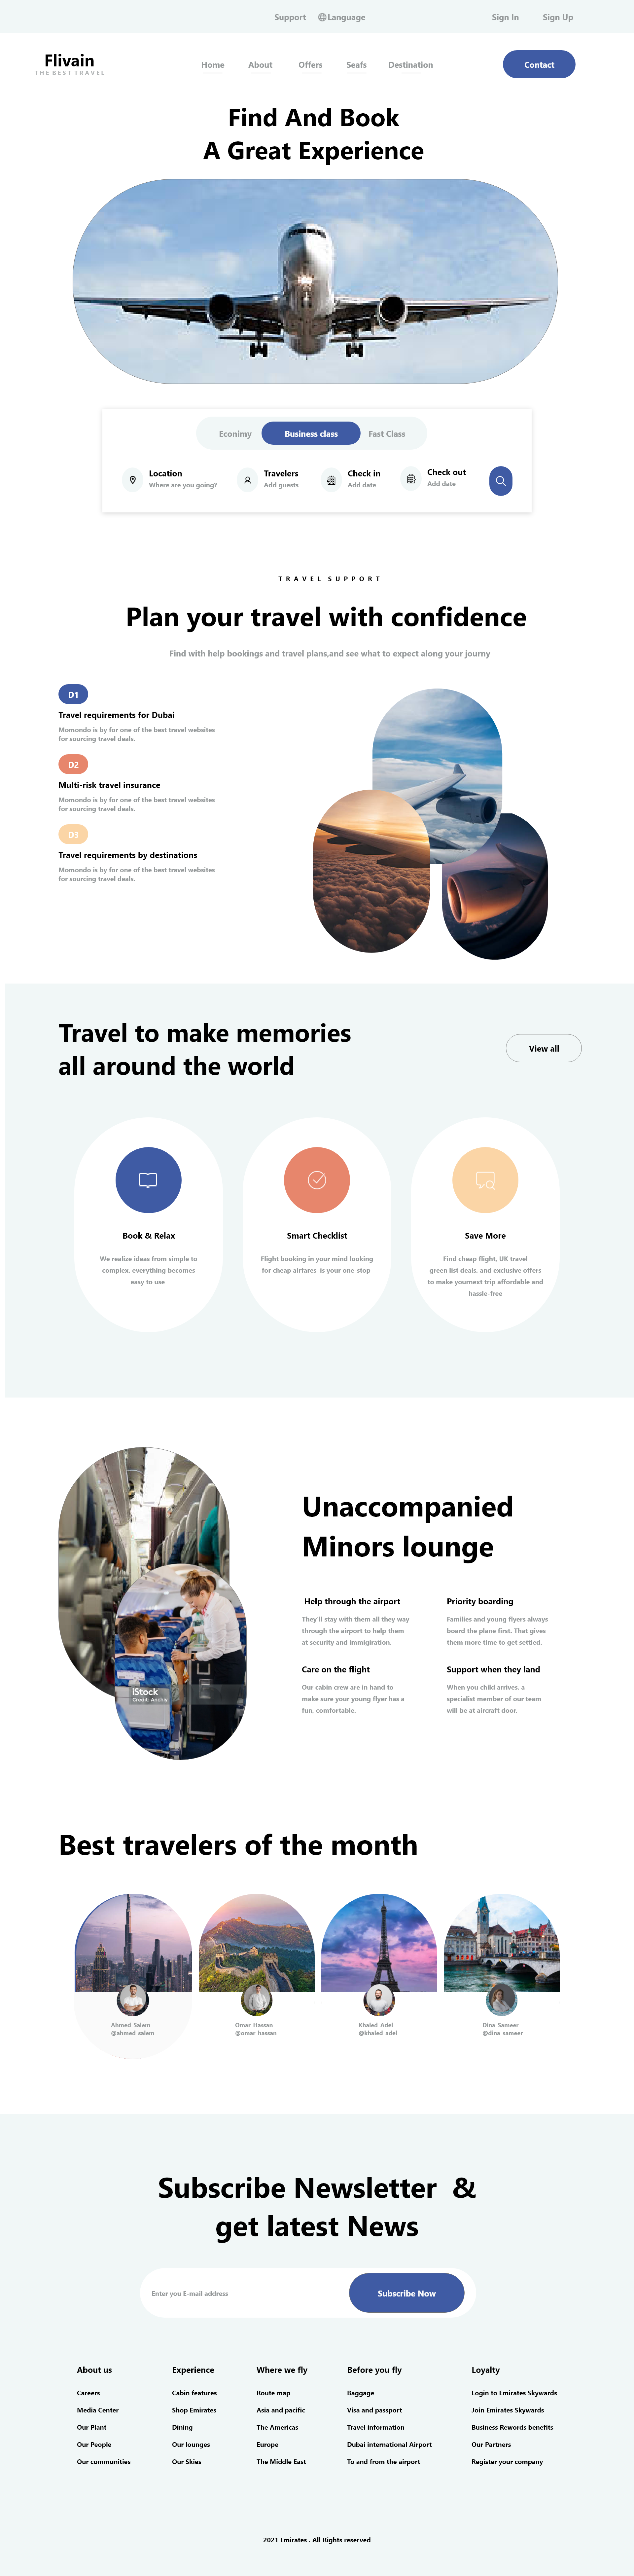 Support Language Sign In Sign Up
Flivain
THE BEST TRAVEL
Home About Offers Seafs Destination Contact
Find And Book
A Great Experience
Econimy Business class Fast Class
Location Travelers Check in Check out
Where are you going? Add guests Add date Add date
TRAVEL SUPPORT
Plan your travel with confidence
Find with help bookings and travel plans,and see what to expect along your journy
D1
Travel requirements for Dubai
Momondo is by for one of the best travel websites
for sourcing travel deals.
D2
Multi-risk travel insurance
Momondo is by for one of the best travel websites
for sourcing travel deals.
D3
Travel requirements by destinations
Momondo is by for one of the best travel websites
for sourcing travel deals.
Travel to make memories
all around the world
View all
Book & Relax
We realize ideas from simple to
complex, everything becomes
easy to use
Smart Checklist
Flight booking in your mind looking
for cheap airfares is your one-stop
Save More
Find cheap flight, UK travel
green list deals, and exclusive offers
to make yournext trip affordable and
hassle-free
iStock
Credit: Anchiy
Unaccompanied
Minors lounge
Help through the airport
They'll stay with them all they way
through the airport to help them
at security and immigiration.
Priority boarding
Families and young flyers always
board the plane first. That gives
them more time to get settled.
Care on the flight
Our cabin crew are in hand to
make sure your young flyer has a
fun, comfortable.
Support when they land
When you child arrives. a
specialist member of our team
will be at aircraft door.
Best travelers of the month
Ahmed_Salem
@ahmed_salem
Omar_Hassan
@omar_hassan
Khaled_Adel
@khaled_adel
Dina_Sameer
@dina_sameer
Subscribe Newsletter &
get latest News
Enter you E-mail address Subscribe Now
About us
Careers
Media Center
Our Plant
Our People
Our communities
Experience
Cabin features
Shop Emirates
Dining
Our lounges
Our Skies
Where we fly
Route map
Asia and pacific
The Americas
Europe
The Middle East
Before you fly
Baggage
Visa and passport
Travel information
Dubai international Airport
To and from the airport
Loyalty
Login to Emirates Skywards
Join Emirates Skywards
Business Rewords benefits
Our Partners
Register your company
2021 Emirates . All Rights reserved